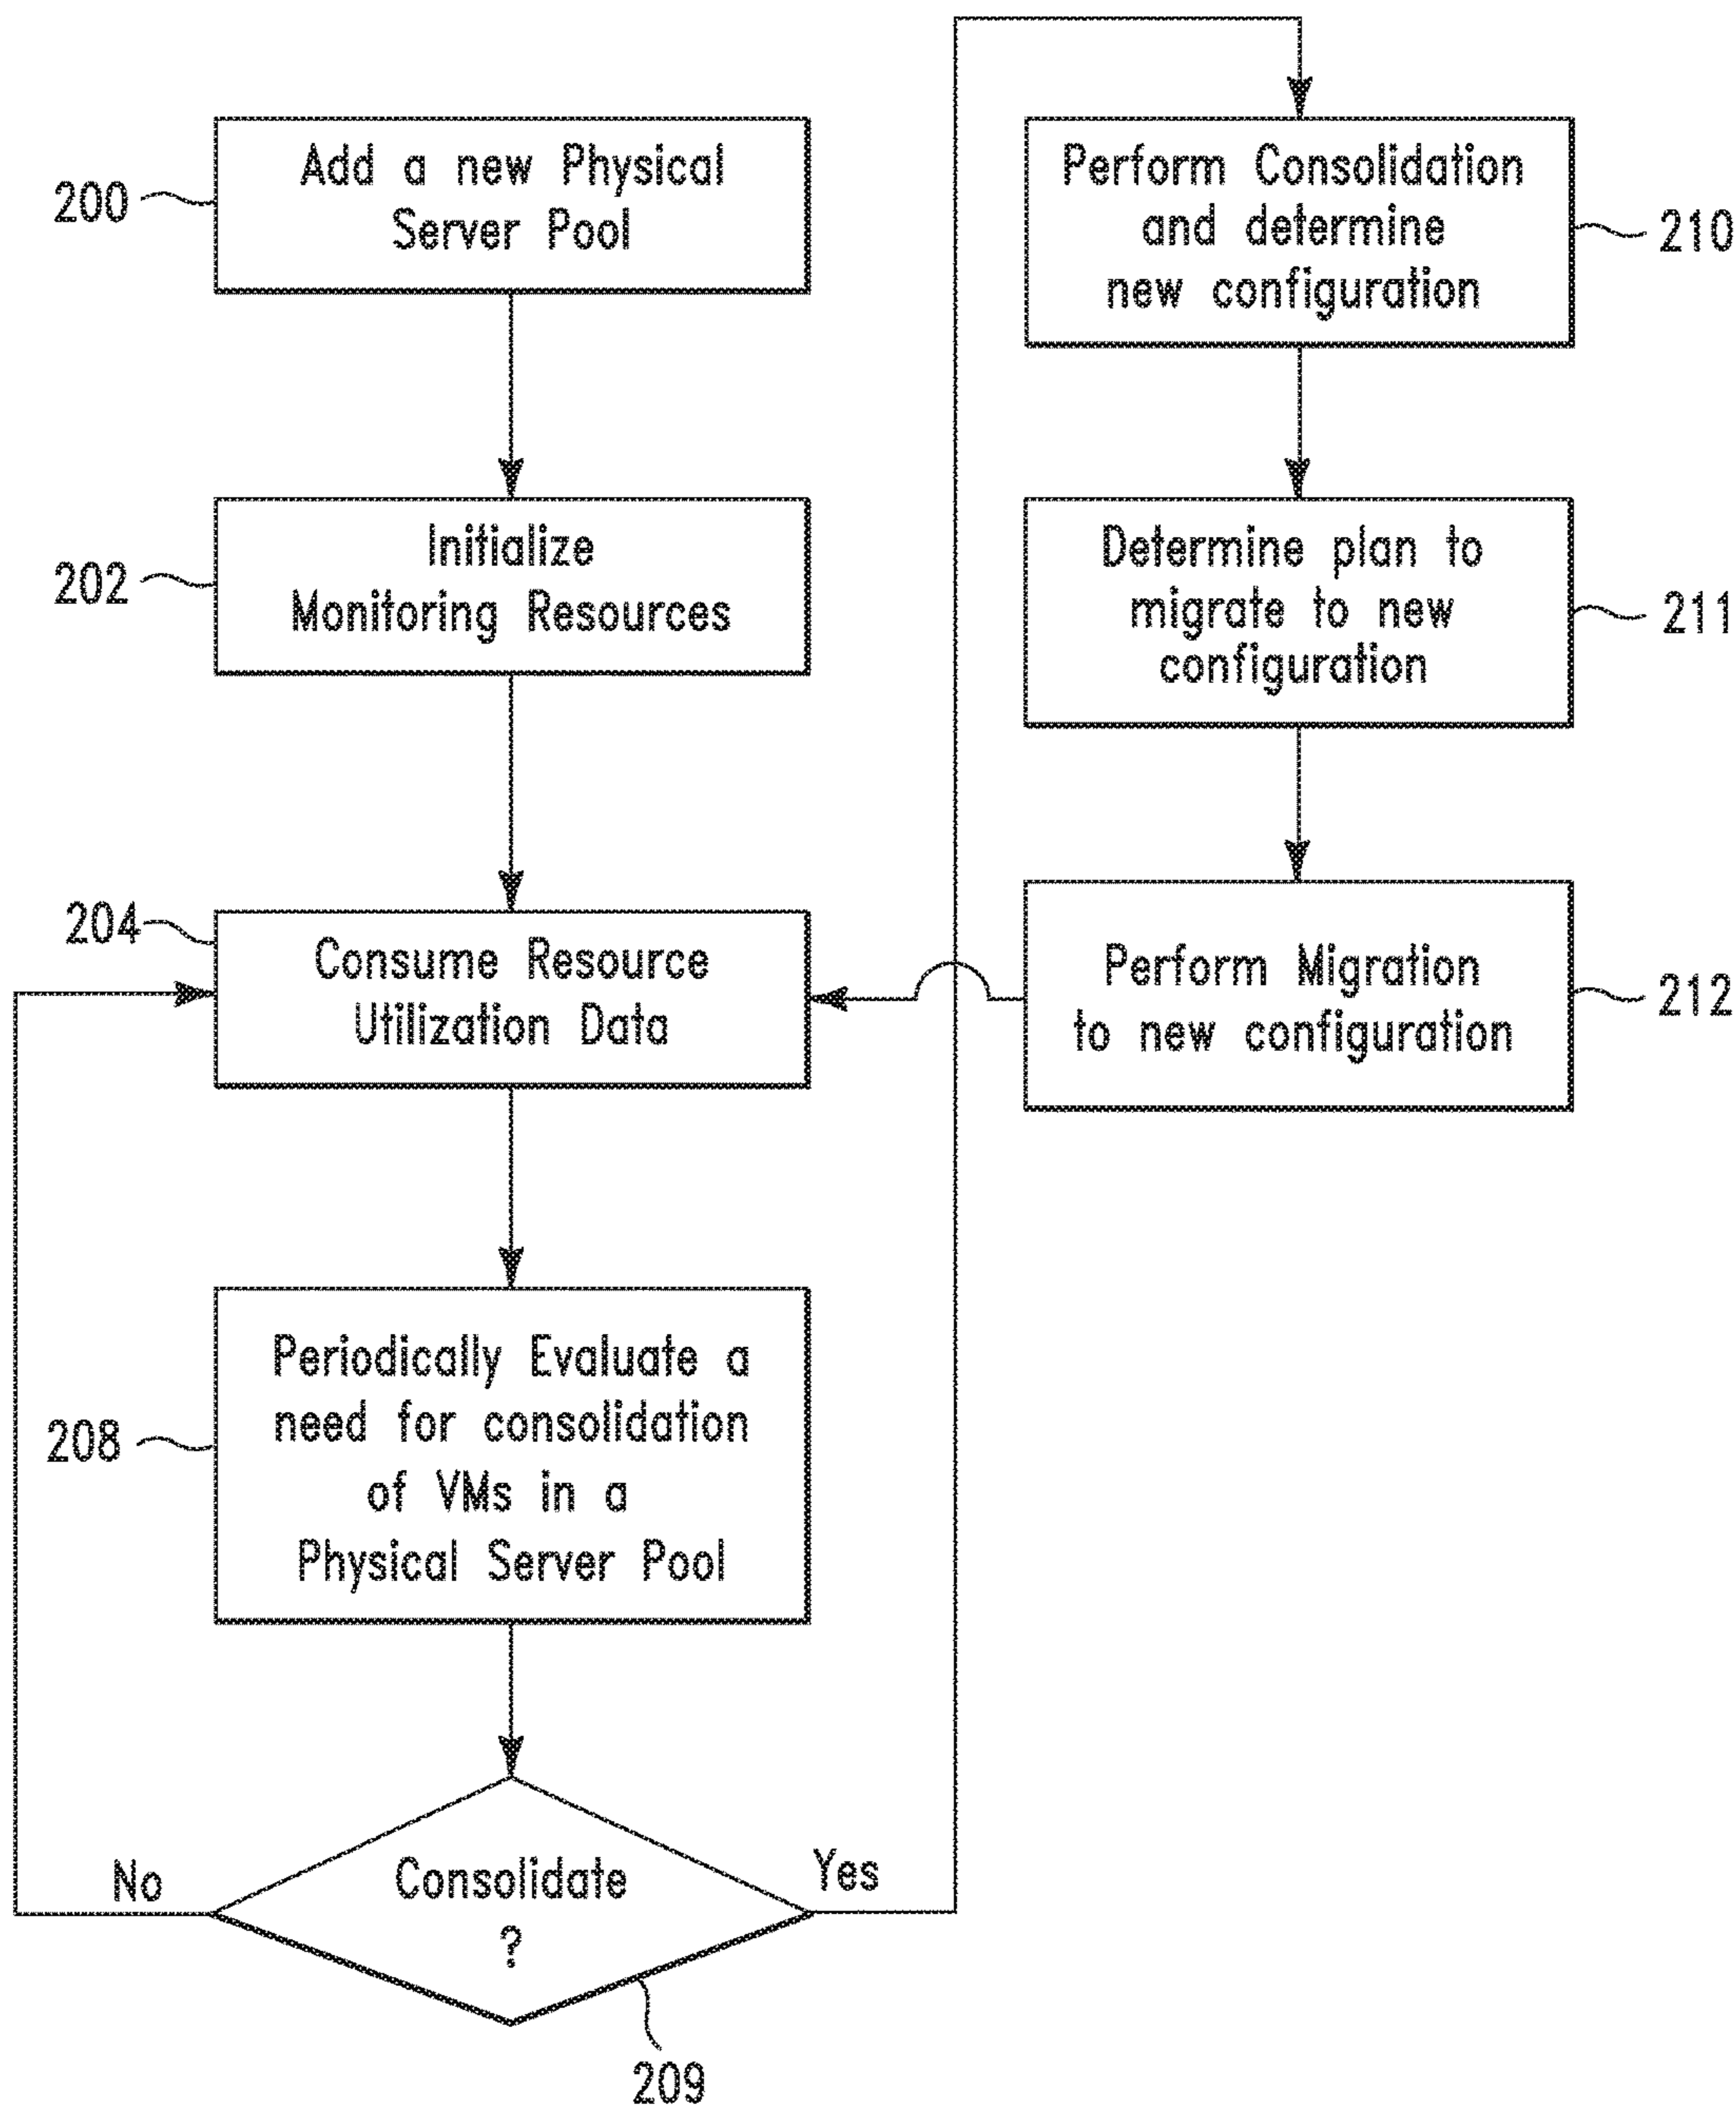 200
Add a new Physical
Server Pool
202
Initialize
Monitoring Resources
204
Consume Resource
Utilization Data
208
Periodically Evaluate a
need for consolidation
of VMs in a
Physical Server Pool
No
Consolidate
?
Yes
209
Perform Consolidation
and determine
new configuration
210
Determine plan to
migrate to new
configuration
211
Perform Migration
to new configuration
212